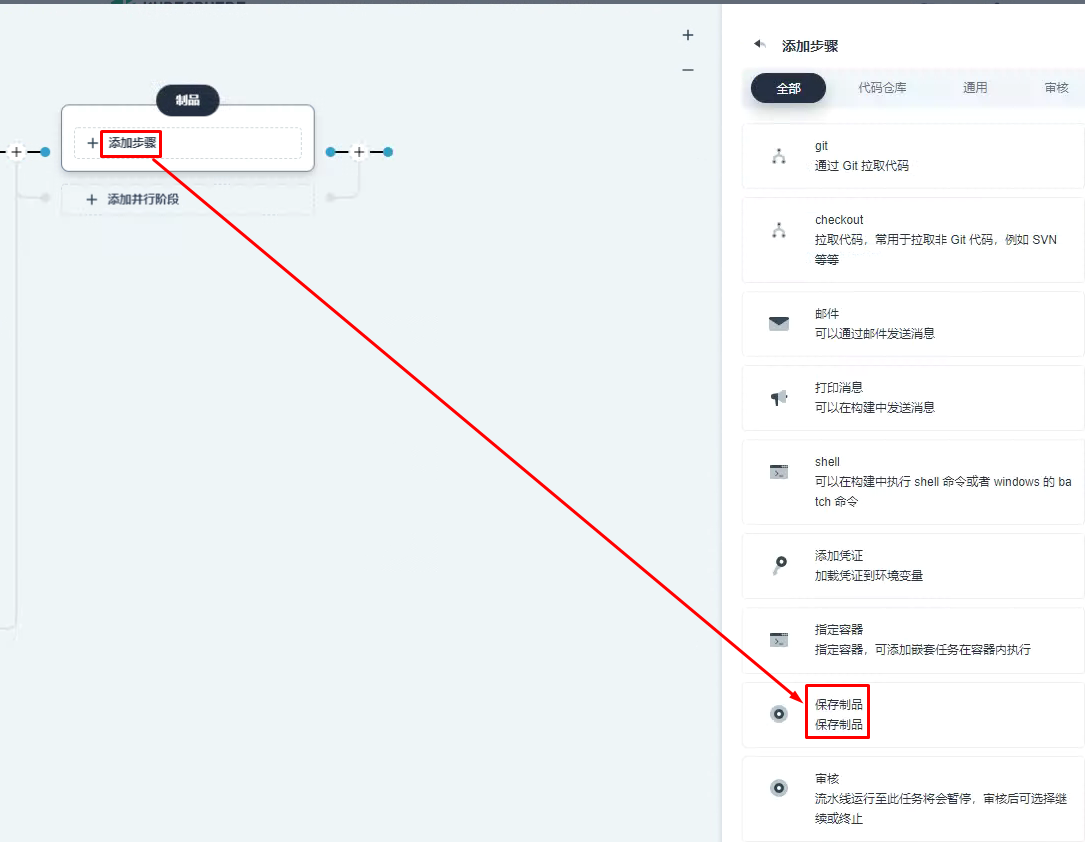 制品
添加步骤
添加并行阶段
添加步骤
全部
代码仓库
通用
审核
git
通过 Git 拉取代码
checkout
拉取代码，常用于拉取非 Git 代码，例如 SVN
等等
邮件
可以通过邮件发送消息
打印消息
可以在构建中发送消息
shell
可以在构建中执行 shell 命令或者 windows 的 ba
tch 命令
添加凭证
加载凭证到环境变量
指定容器
指定容器，可添加嵌套任务在容器内执行
保存制品
保存制品
审核
流水线运行至此任务将会暂停，审核后可选择继
续或终止